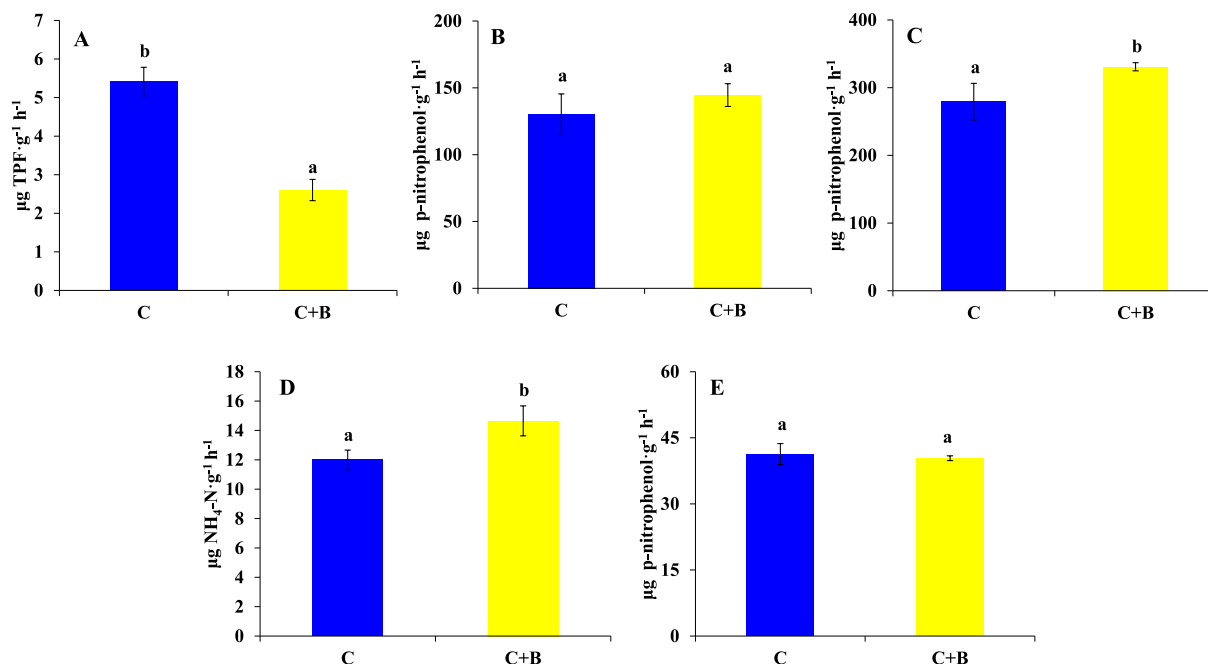 A
µg TPF·g⁻¹ h⁻¹
7
6
5
4
3
2
1
0
b
a
C
C+B
B
µg p-nitrophenol·g⁻¹ h⁻¹
200
150
100
50
0
a
a
C
C+B
C
µg p-nitrophenol·g⁻¹ h⁻¹
400
300
200
100
0
a
b
C
C+B
D
µg NH₄-N·g⁻¹ h⁻¹
18
16
14
12
10
8
6
4
2
0
a
b
C
C+B
E
µg p-nitrophenol·g⁻¹ h⁻¹
60
45
30
15
0
a
a
C
C+B